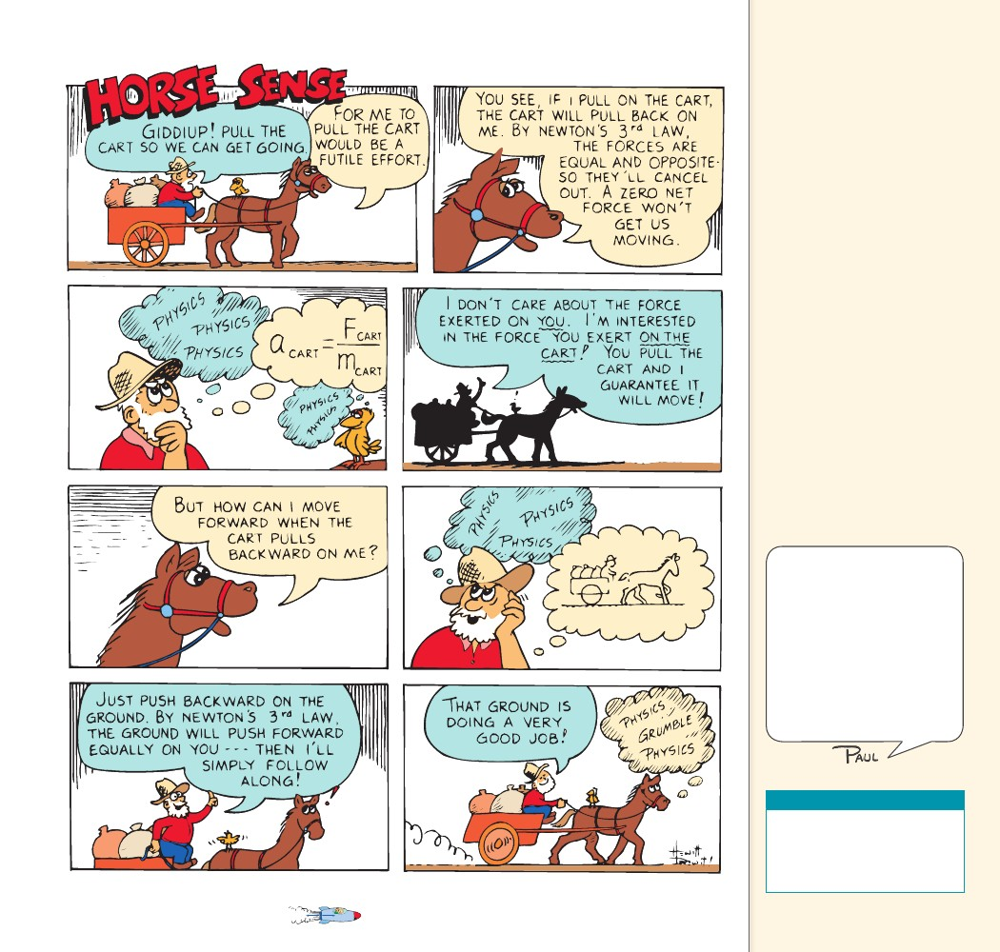 HORSE SENSE
GIDDIUP! PULL THE
CART SO WE CAN GET GOING.
FOR ME TO
PULL THE CART
WOULD BE A
FUTILE EFFORT.
YOU SEE, IF I PULL ON THE CART,
THE CART WILL PULL BACK ON
ME. BY NEWTON'S 3rd LAW,
THE FORCES ARE
EQUAL AND OPPOSITE-
SO THEY'LL CANCEL
OUT. A ZERO NET
FORCE WON'T
GET US
MOVING.
PHYSICS
PHYSICS
PHYSICS
a CART = F CART / m CART
PHYSICS
PHYSICS
I DON'T CARE ABOUT THE FORCE
EXERTED ON YOU. I'M INTERESTED
IN THE FORCE YOU EXERT ON THE
CART! YOU PULL THE
CART AND I
GUARANTEE IT
WILL MOVE!
BUT HOW CAN I MOVE
FORWARD WHEN THE
CART PULLS
BACKWARD ON ME?
PHYSICS
PHYSICS
PHYSICS
JUST PUSH BACKWARD ON THE
GROUND. BY NEWTON'S 3rd LAW,
THE GROUND WILL PUSH FORWARD
EQUALLY ON YOU --- THEN I'LL
SIMPLY FOLLOW
ALONG!
THAT GROUND IS
DOING A VERY
GOOD JOB!
PHYSICS
GRUMBLE
PHYSICS
HEWITT
DREWIT!
PAUL